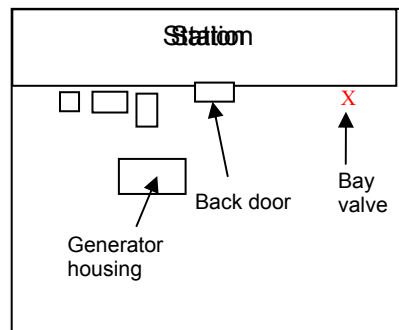 Station
X
Back door
Bay
valve
Generator
housing